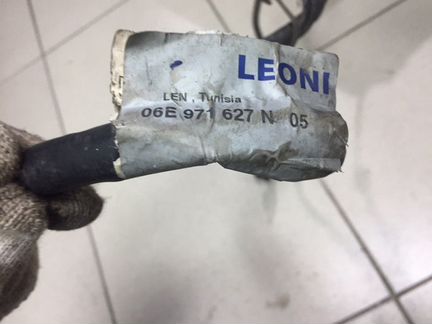 LEONI
LEN , Tunisia
06E 971 627 N 05